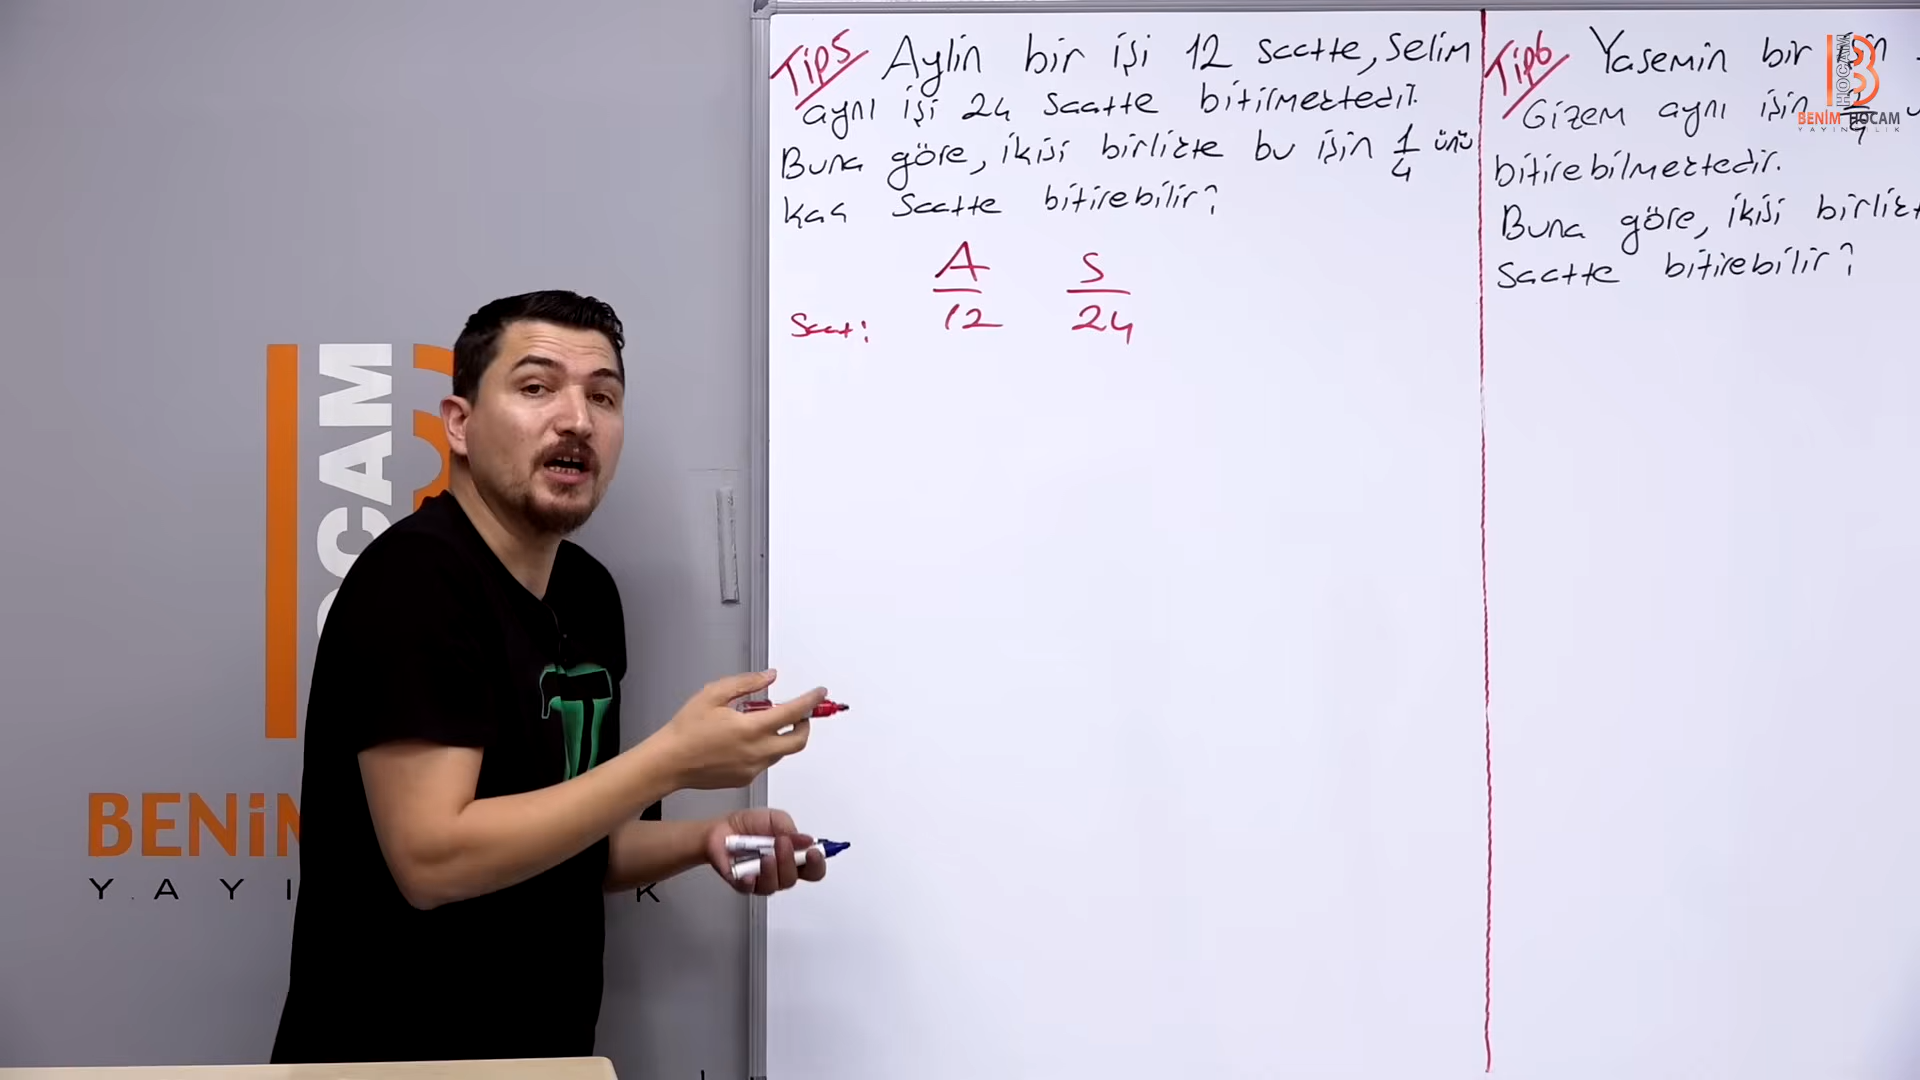 Tip5 Aylin bir işi 12 saatte, Selim
aynı işi 24 saatte bitirmektedir.
Buna göre, ikisi birlikte bu işin 1/4 ünü
kaç saatte bitirebilir?
A S
Saat: 12 24
Tip6 Yasemin bir işin
Gizem aynı işin
bitirebilmektedir.
Buna göre, ikisi
saatte bitirebilir?
HOCAM
BENİM HOCAM
YAYINCILIK